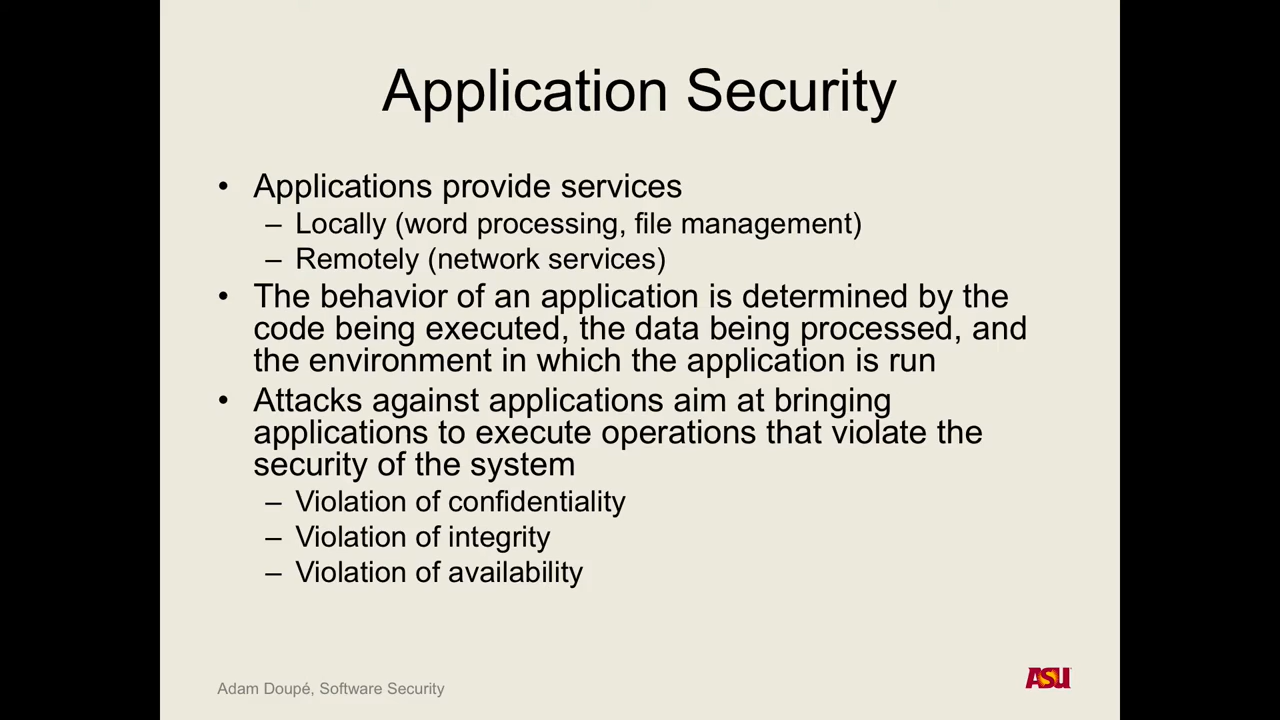 Application Security
• Applications provide services
– Locally (word processing, file management)
– Remotely (network services)
• The behavior of an application is determined by the
code being executed, the data being processed, and
the environment in which the application is run
• Attacks against applications aim at bringing
applications to execute operations that violate the
security of the system
– Violation of confidentiality
– Violation of integrity
– Violation of availability
Adam Doupé, Software Security
ASU